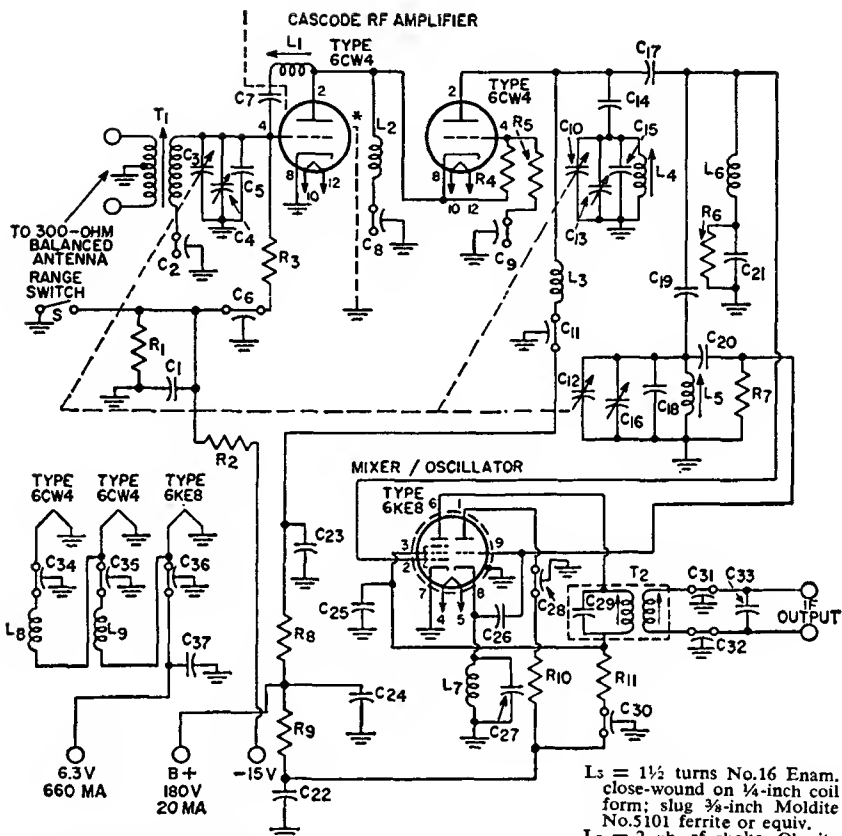 CASCODE RF AMPLIFIER
L1
TYPE
6CW4
C7
2
4
*
8
10
12
T1
C3
C5
C4
C2
TO 300-OHM
BALANCED
ANTENNA
L2
C8
TYPE
6CW4
2
4
8
10
12
R4
R5
C9
C17
C14
C10
C15
C13
L4
L6
R6
C21
C19
L3
C11
RANGE
SWITCH
S
R3
C6
R1
C1
R2
C12
C16
C18
L5
C20
R7
TYPE
6CW4
TYPE
6CW4
TYPE
6KE8
C34
C35
C36
L8
L9
C37
6.3 V
660 MA
B+
180V
20 MA
-15V
MIXER / OSCILLATOR
TYPE
6KE8
6
1
3
2
9
7
4
5
8
C23
C25
R8
C24
R9
C22
C26
L7
C27
C28
R10
R11
C30
T2
C29
C31
C33
C32
IF
OUTPUT
L3 = 1½ turns No.16 Enam.
close-wound on ¼-inch coil
form; slug ⅜-inch Moldite
No.5101 ferrite or equiv.